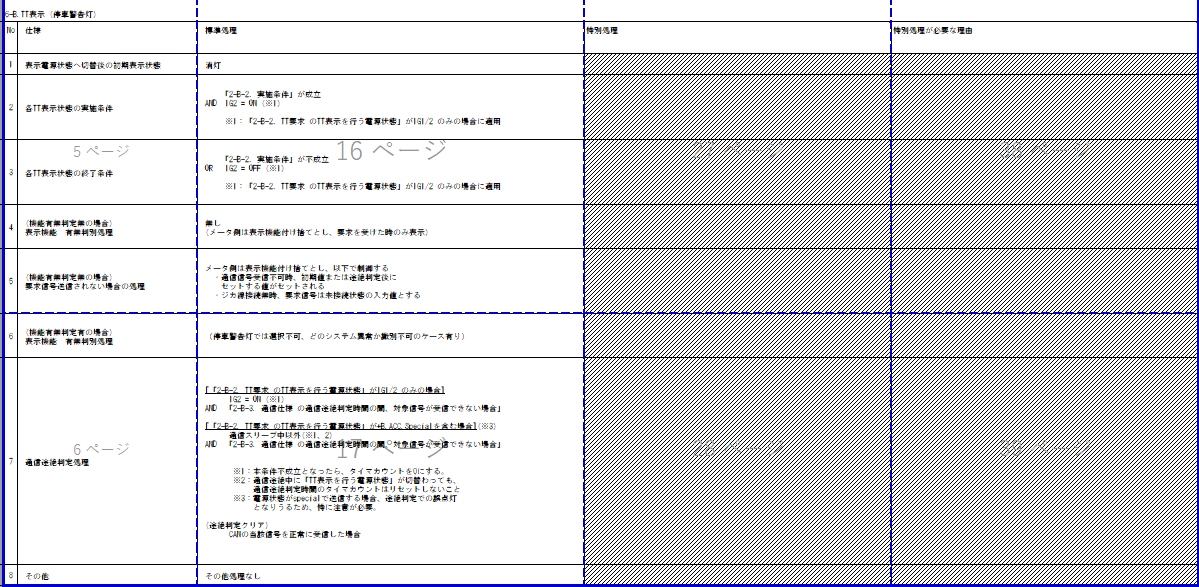 6-B.TT表示（停車警告灯）
No 仕様 標準処理 特別処理 特別処理が必要な理由
1 表示電源状態へ切替後の初期表示状態 消灯
2 各TT表示状態の実施条件
「2-B-2. 実施条件」が成立
AND IG2 = ON (※1)
※1：「2-B-2. TT要求 のTT表示を行う電源状態」がIG1/2 のみの場合に適用
5 ページ
16 ページ
3 各TT表示状態の終了条件
「2-B-2. 実施条件」が不成立
OR IG2 = OFF (※1)
※1：「2-B-2. TT要求 のTT表示を行う電源状態」がIG1/2 のみの場合に適用
4 (機能有無判定無の場合)
表示機能 有無判別処理
無し
(メータ側は表示機能付け捨てとし、要求を受けた時のみ表示)
5 (機能有無判定無の場合)
要求信号送信されない場合の処理
メータ側は表示機能付け捨てとし、以下で制御する
・通信信号受信不可時、初期値または途絶判定後に
セットする値がセットされる
・ジカ線接続無時、要求信号は未接続状態の入力値とする
6 (機能有無判定有の場合)
表示機能 有無判別処理
(停車警告灯では選択不可、どのシステム異常か識別不可のケース有り)
7 通信途絶判定処理
6 ページ
17 ページ
[「2-B-2. TT要求 のTT表示を行う電源状態」がIG1/2 のみの場合]
IG2 = ON (※1)
AND 「2-B-3. 通信仕様 の通信途絶判定時間の間、対象信号が受信できない場合」
[「2-B-2. TT要求 のTT表示を行う電源状態」が+B,ACC,Specialを含む場合](※3)
通信スリープ中以外(※1、2)
AND 「2-B-3. 通信仕様 の通信途絶判定時間の間、対象信号が受信できない場合」
※1：本条件不成立となったら、タイマカウントを0にする。
※2：通信途絶中に「TT表示を行う電源状態」が切替わっても、
通信途絶判定時間のタイマカウントはリセットしないこと
※3：電源状態がspecialで送信する場合、途絶判定での誤点灯
となりうるため、特に注意が必要。
(途絶判定クリア)
CANの当該信号を正常に受信した場合
8 その他 その他処理なし